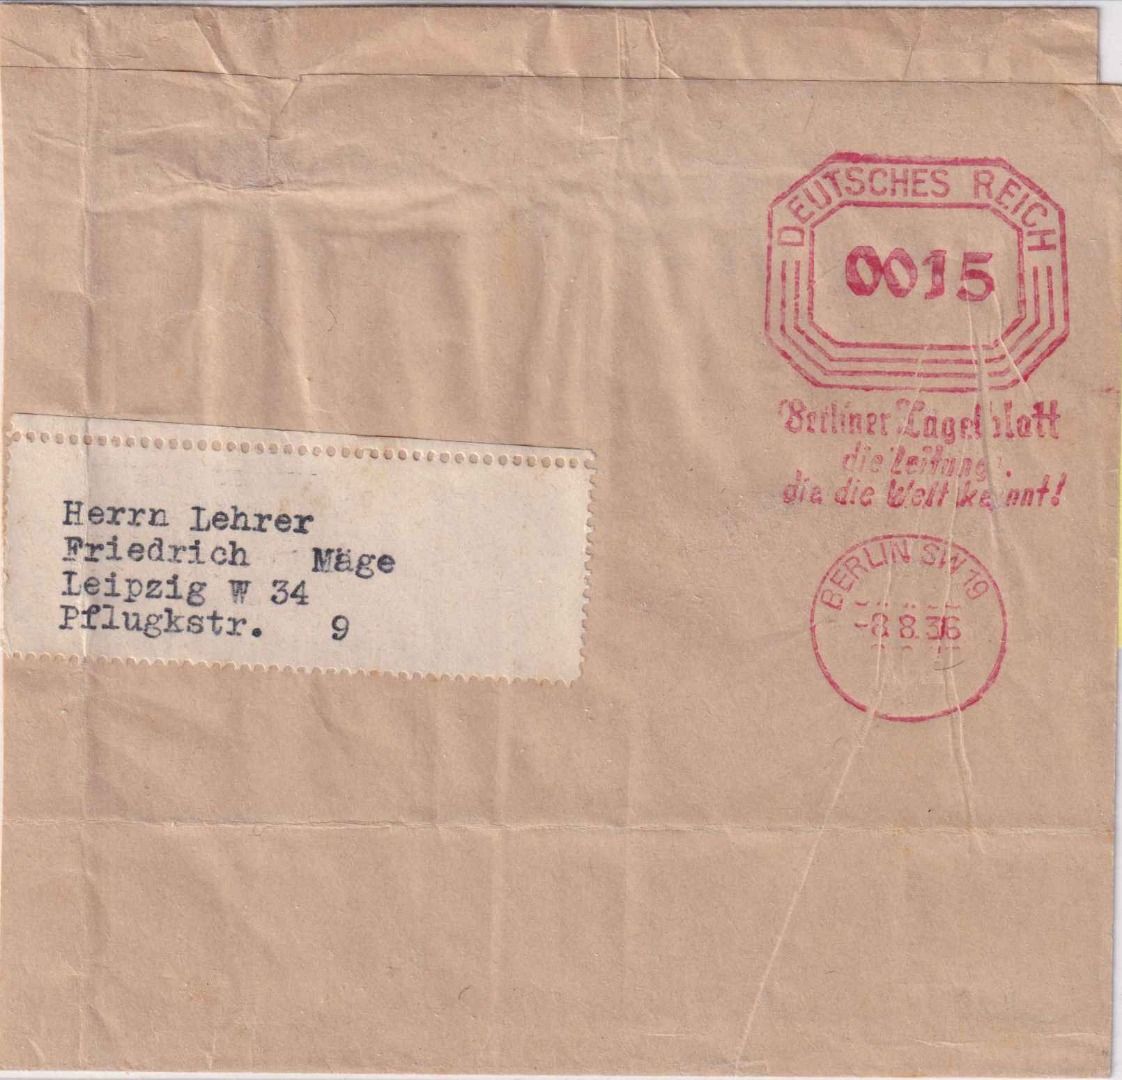 DEUTSCHES REICH
0015
Berliner Tageblatt
die Zeitung,
die die Welt kennt!
BERLIN SW 19
-8.8.36
Herrn Lehrer
Friedrich Mäge
Leipzig W 34
Pflugkstr. 9